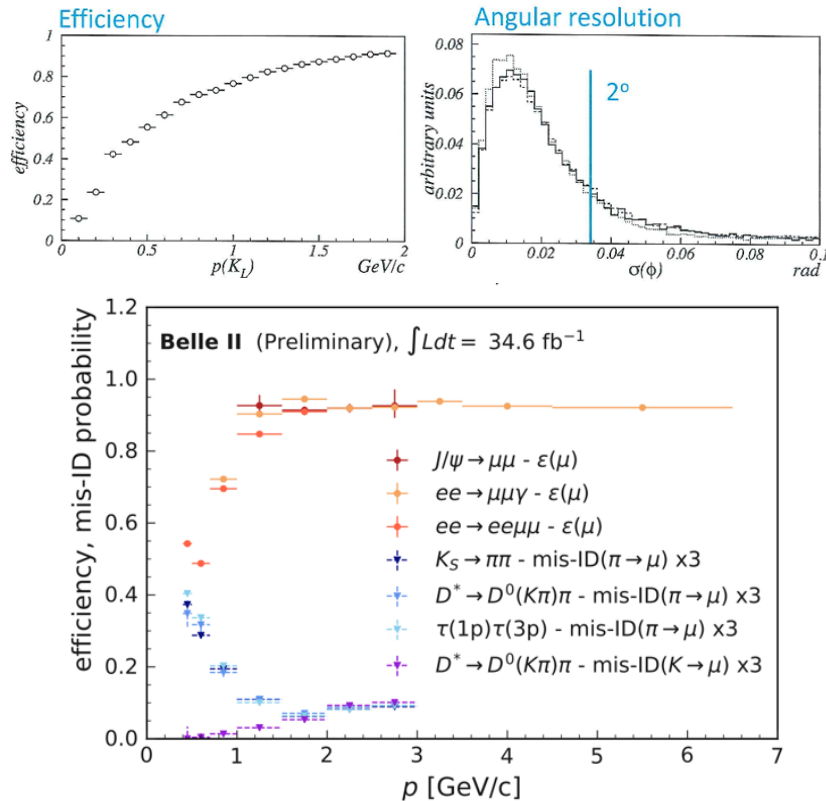 Efficiency
efficiency
1
0.8
0.6
0.4
0.2
0
0
0.5
1
1.5
2
p(K_L)
GeV/c
Angular resolution
2°
arbitrary units
0.08
0.06
0.04
0.02
0
0
0.02
0.04
0.06
0.08
0.1
σ(ϕ)
rad
efficiency, mis-ID probability
1.2
1.0
0.8
0.6
0.4
0.2
0.0
Belle II (Preliminary), ∫Ldt = 34.6 fb⁻¹
J/ψ→μμ - ε(μ)
ee→μμγ - ε(μ)
ee→eeμμ - ε(μ)
K_S→ππ - mis-ID(π→μ) x3
D*→D⁰(Kπ)π - mis-ID(π→μ) x3
τ(1p)τ(3p) - mis-ID(π→μ) x3
D*→D⁰(Kπ)π - mis-ID(K→μ) x3
0
1
2
3
4
5
6
7
p [GeV/c]